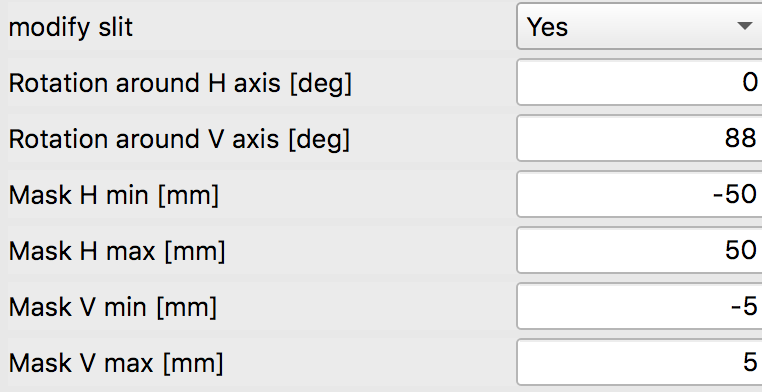 modify slit Yes
Rotation around H axis [deg] 0
Rotation around V axis [deg] 88
Mask H min [mm] -50
Mask H max [mm] 50
Mask V min [mm] -5
Mask V max [mm] 5